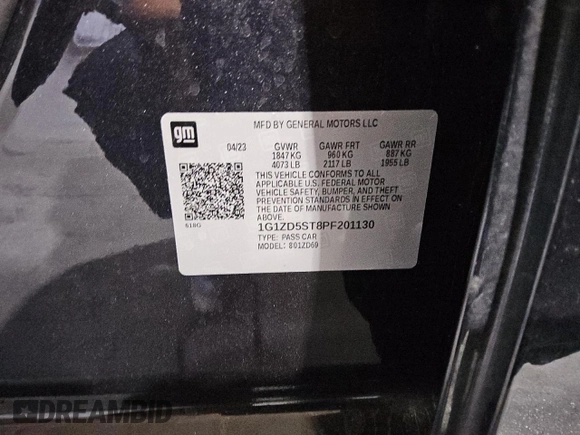 gm
MFD BY GENERAL MOTORS LLC
04/23 GVWR GAWR FRT GAWR RR
1847 KG 960 KG 887 KG
4073 LB 2117 LB 1955 LB
THIS VEHICLE CONFORMS TO ALL
APPLICABLE U.S. FEDERAL MOTOR
VEHICLE SAFETY, BUMPER, AND THEFT
PREVENTION STANDARDS IN EFFECT ON
THE DATE OF MANUFACTURE SHOWN
ABOVE.
618G
1G1ZD5ST8PF201130
TYPE: PASS CAR
MODEL: 801ZD69
DREAMBID